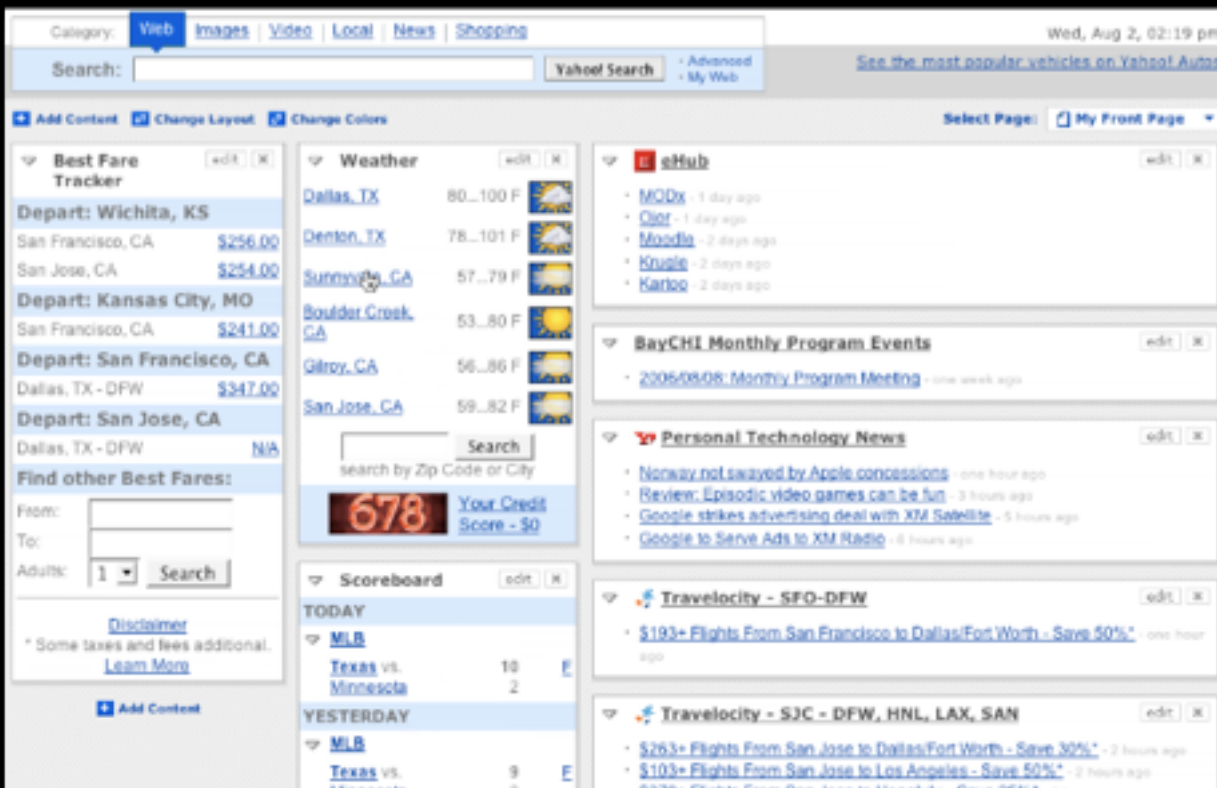 Category: Web Images | Video | Local | News | Shopping
Wed, Aug 2, 02:19 pm
Search: Yahoo! Search · Advanced
· My Web
See the most popular vehicles on Yahoo! Autos
Add Content Change Layout Change Colors
Select Page: My Front Page
Best Fare Tracker edit
Depart: Wichita, KS
San Francisco, CA $256.00
San Jose, CA $254.00
Depart: Kansas City, MO
San Francisco, CA $241.00
Depart: San Francisco, CA
Dallas, TX - DFW $347.00
Depart: San Jose, CA
Dallas, TX - DFW N/A
Find other Best Fares:
From:
To:
Adults: 1 Search
Disclaimer
* Some taxes and fees additional.
Learn More
Add Content
Weather edit
Dallas, TX 80...100 F
Denton, TX 78...101 F
Sunnyvale, CA 57...79 F
Boulder Creek,
CA 53...80 F
Gilroy, CA 56...86 F
San Jose, CA 59...82 F
Search
search by Zip Code or City
678 Your Credit
Score - $0
Scoreboard edit
TODAY
MLB
Texas vs. 10 F
Minnesota 2
YESTERDAY
MLB
Texas vs. 9 F
eHub edit
· MODx - 1 day ago
· Ojor - 1 day ago
· Moodle - 2 days ago
· Krugle - 2 days ago
· Kartoo - 2 days ago
BayCHI Monthly Program Events edit
· 2006/08/08: Monthly Program Meeting - one week ago
Personal Technology News edit
· Norway not swayed by Apple concessions - one hour ago
· Review: Episodic video games can be fun - 3 hours ago
· Google strikes advertising deal with XM Satellite - 5 hours ago
· Google to Serve Ads to XM Radio - 6 hours ago
Travelocity - SFO-DFW edit
· $193+ Flights From San Francisco to Dallas/Fort Worth - Save 50%* - one hour
ago
Travelocity - SJC - DFW, HNL, LAX, SAN edit
· $263+ Flights From San Jose to Dallas/Fort Worth - Save 30%* - 2 hours ago
· $103+ Flights From San Jose to Los Angeles - Save 50%* - 2 hours ago